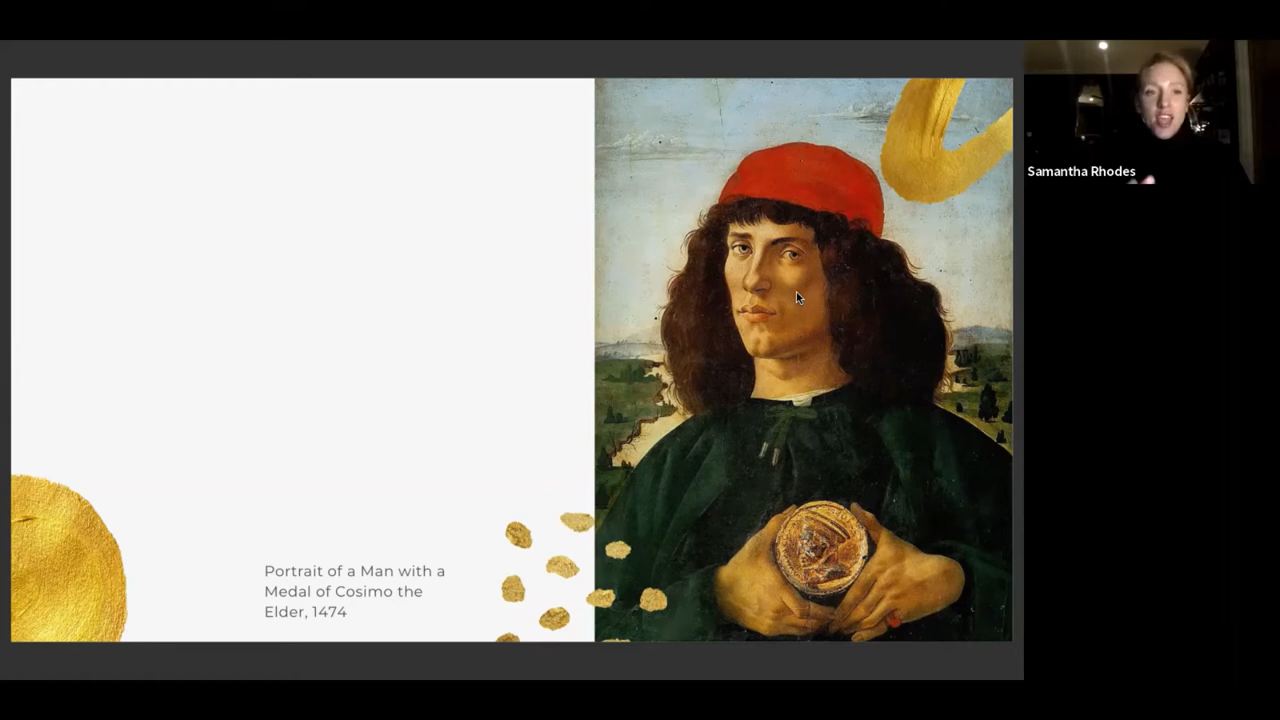 Samantha Rhodes
Portrait of a Man with a
Medal of Cosimo the
Elder, 1474